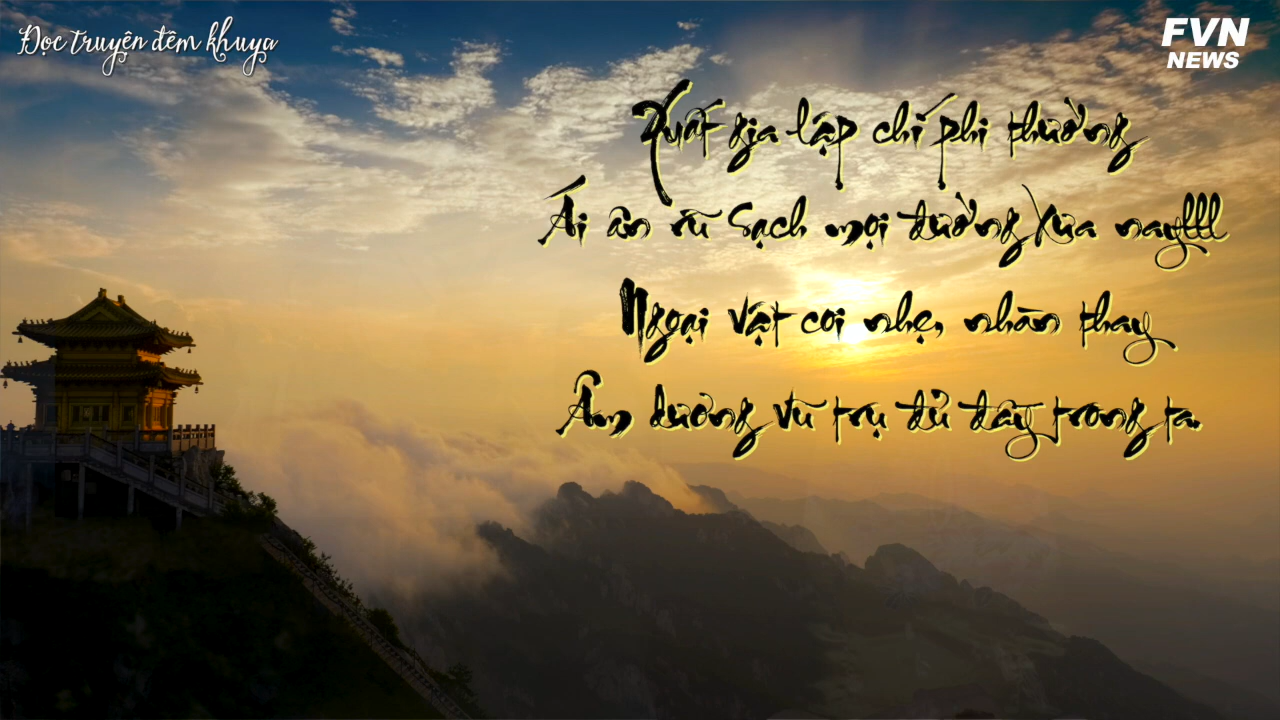 Đọc truyện đêm khuya
FVN
NEWS
Xuất gia lập chí phi thường
Ái ân rũ sạch mọi đường xưa naylll
Ngoại vật coi nhẹ, nhàn thay
Âm dương vũ trụ đủ đầy trong ta.